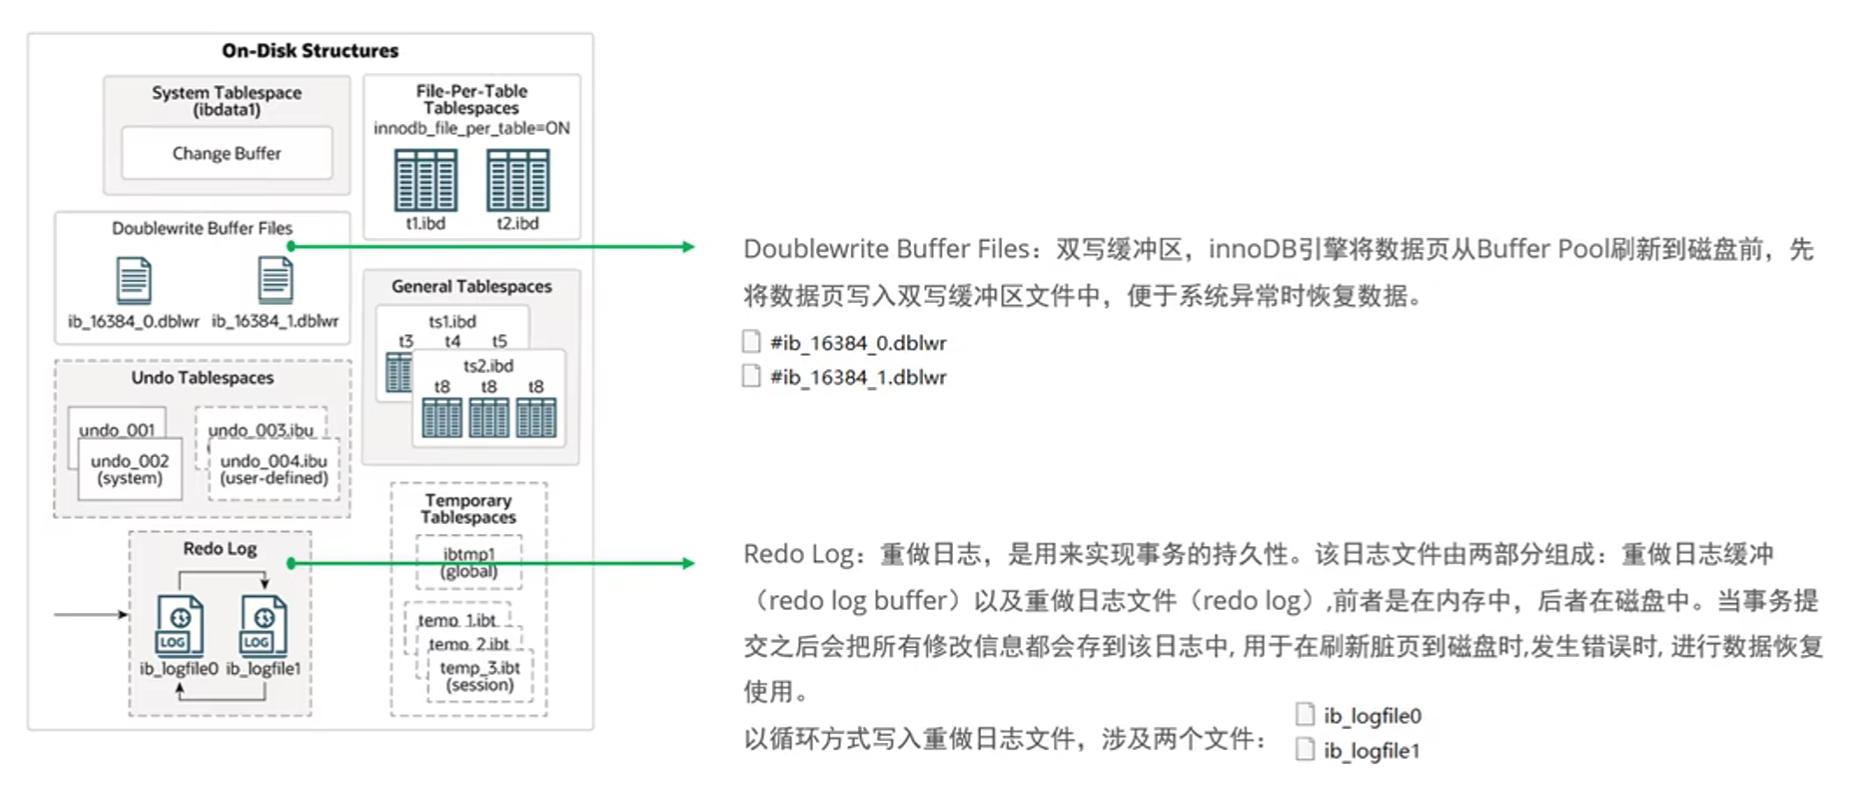 On-Disk Structures
System Tablespace
(ibdata1)
Change Buffer
File-Per-Table
Tablespaces
innodb_file_per_table=ON
t1.ibd
t2.ibd
Doublewrite Buffer Files
ib_16384_0.dblwr
ib_16384_1.dblwr
General Tablespaces
ts1.ibd
t3 t4 t5
ts2.ibd
t8 t8 t8
Undo Tablespaces
undo_001
undo_002
(system)
undo_003.ibu
undo_004.ibu
(user-defined)
Temporary
Tablespaces
ibtmp1
(global)
temp_1.ibt
temp_2.ibt
temp_3.ibt
(session)
Redo Log
LOG
LOG
ib_logfile0
ib_logfile1
Doublewrite Buffer Files：双写缓冲区，innoDB引擎将数据页从Buffer Pool刷新到磁盘前，先
将数据页写入双写缓冲区文件中，便于系统异常时恢复数据。
#ib_16384_0.dblwr
#ib_16384_1.dblwr
Redo Log：重做日志，是用来实现事务的持久性。该日志文件由两部分组成：重做日志缓冲
（redo log buffer）以及重做日志文件（redo log）,前者是在内存中，后者在磁盘中。当事务提
交之后会把所有修改信息都会存到该日志中, 用于在刷新脏页到磁盘时,发生错误时, 进行数据恢复
使用。
以循环方式写入重做日志文件，涉及两个文件：
ib_logfile0
ib_logfile1